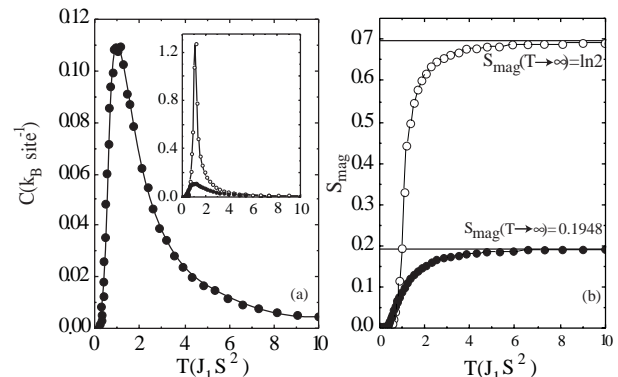 0.12
0.10
0.08
0.06
0.04
0.02
0.00
C(k_B site^-1)
0 2 4 6 8 10
T(J_1S^2)
(a)
1.2
0.8
0.4
0.0
0 2 4 6 8 10
0.7
0.6
0.5
0.4
0.3
0.2
0.1
0.0
S_mag
S_mag(T→∞)=ln2
S_mag(T→∞)=0.1948
(b)
0 2 4 6 8 10
T(J_1S^2)